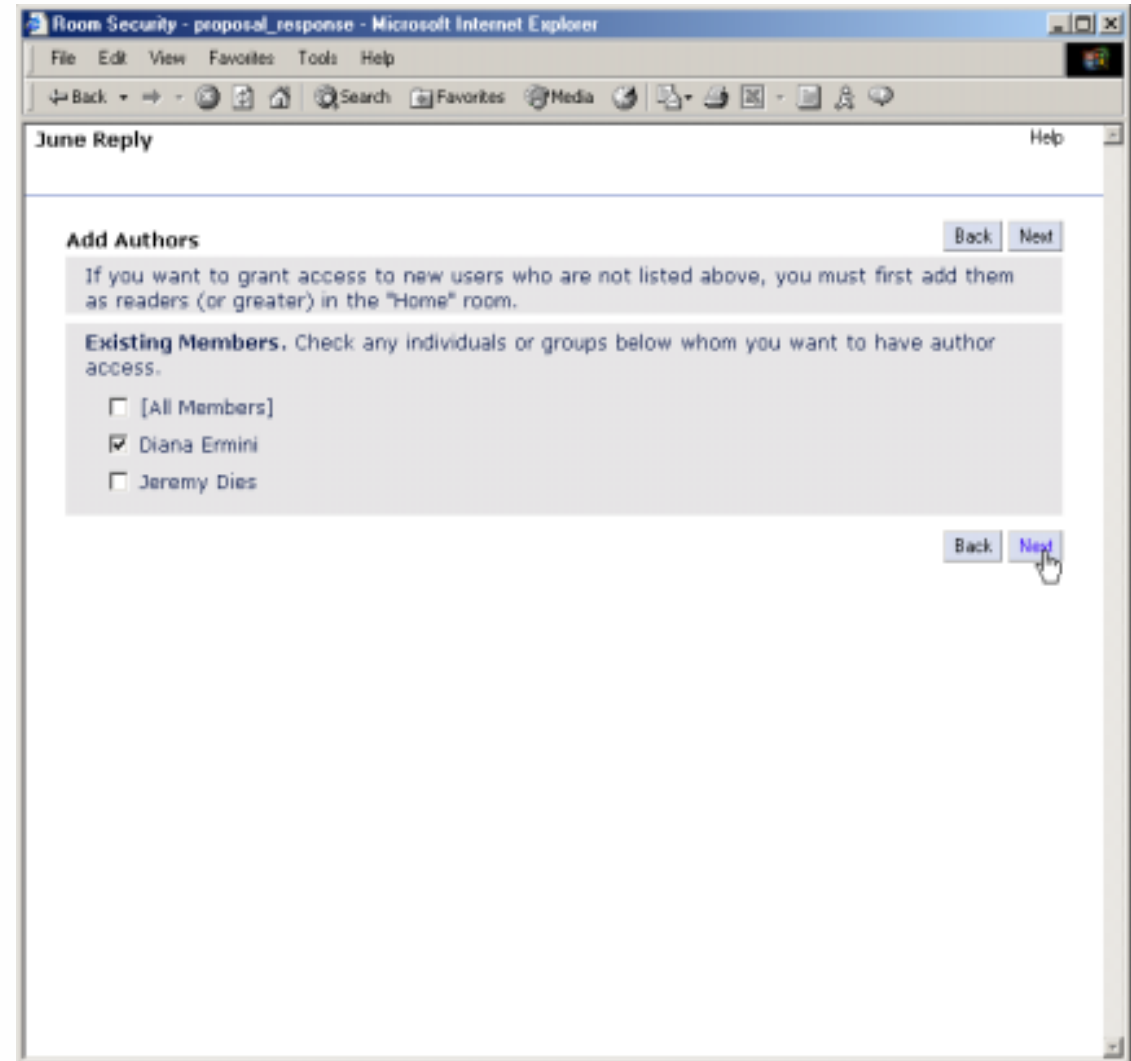 Room Security - proposal_response - Microsoft Internet Explorer
File Edit View Favorites Tools Help
Back Search Favorites Media
June Reply Help
Add Authors Back Next
If you want to grant access to new users who are not listed above, you must first add them
as readers (or greater) in the "Home" room.
Existing Members. Check any individuals or groups below whom you want to have author
access.
[All Members]
Diana Ermini
Jeremy Dies
Back Next